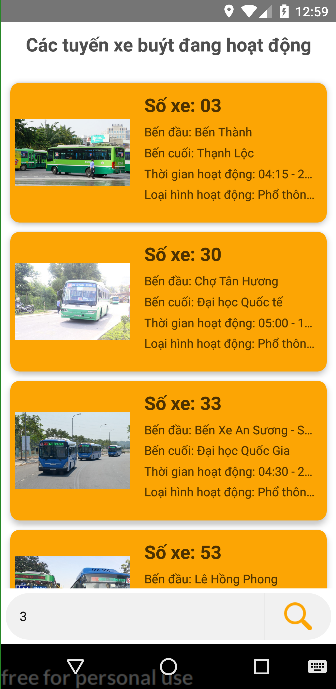 12:59
Các tuyến xe buýt đang hoạt động
Số xe: 03
Bến đầu: Bến Thành
Bến cuối: Thạnh Lộc
Thời gian hoạt động: 04:15 - 2...
Loại hình hoạt động: Phổ thôn...
Số xe: 30
Bến đầu: Chợ Tân Hương
Bến cuối: Đại học Quốc tế
Thời gian hoạt động: 05:00 - 1...
Loại hình hoạt động: Phổ thôn...
Số xe: 33
Bến đầu: Bến Xe An Sương - S...
Bến cuối: Đại học Quốc Gia
Thời gian hoạt động: 04:30 - 2...
Loại hình hoạt động: Phổ thôn...
Số xe: 53
Bến đầu: Lê Hồng Phong
3
free for personal use